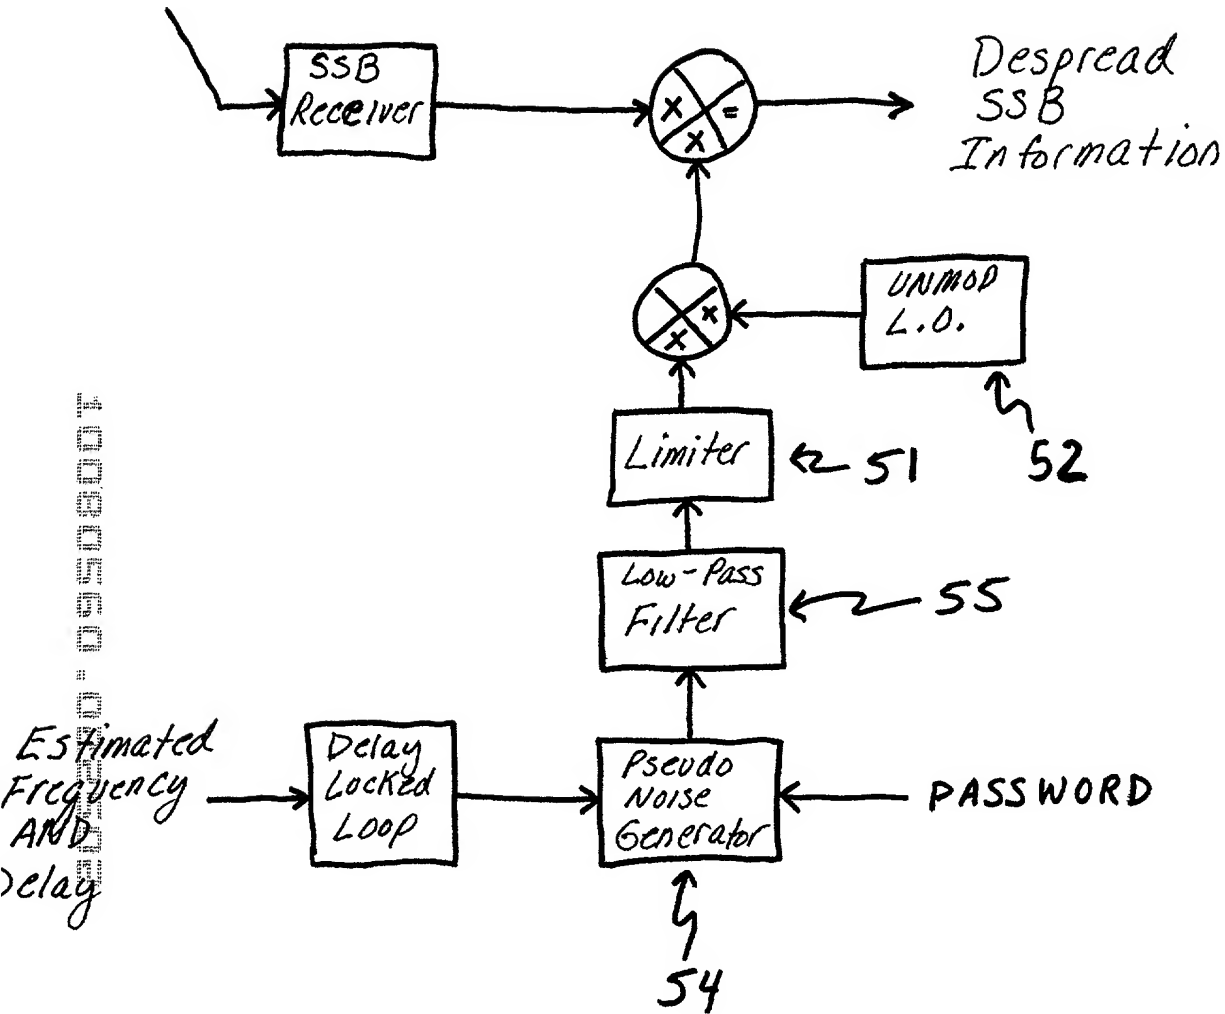 SSB
Receiver
x
=
x
Despread
SSB
Information
UNMOD
L.O.
x
x
52
Limiter
51
Low-Pass
Filter
55
Estimated
Frequency
AND
Delay
Delay
Locked
Loop
Pseudo
Noise
Generator
PASSWORD
54